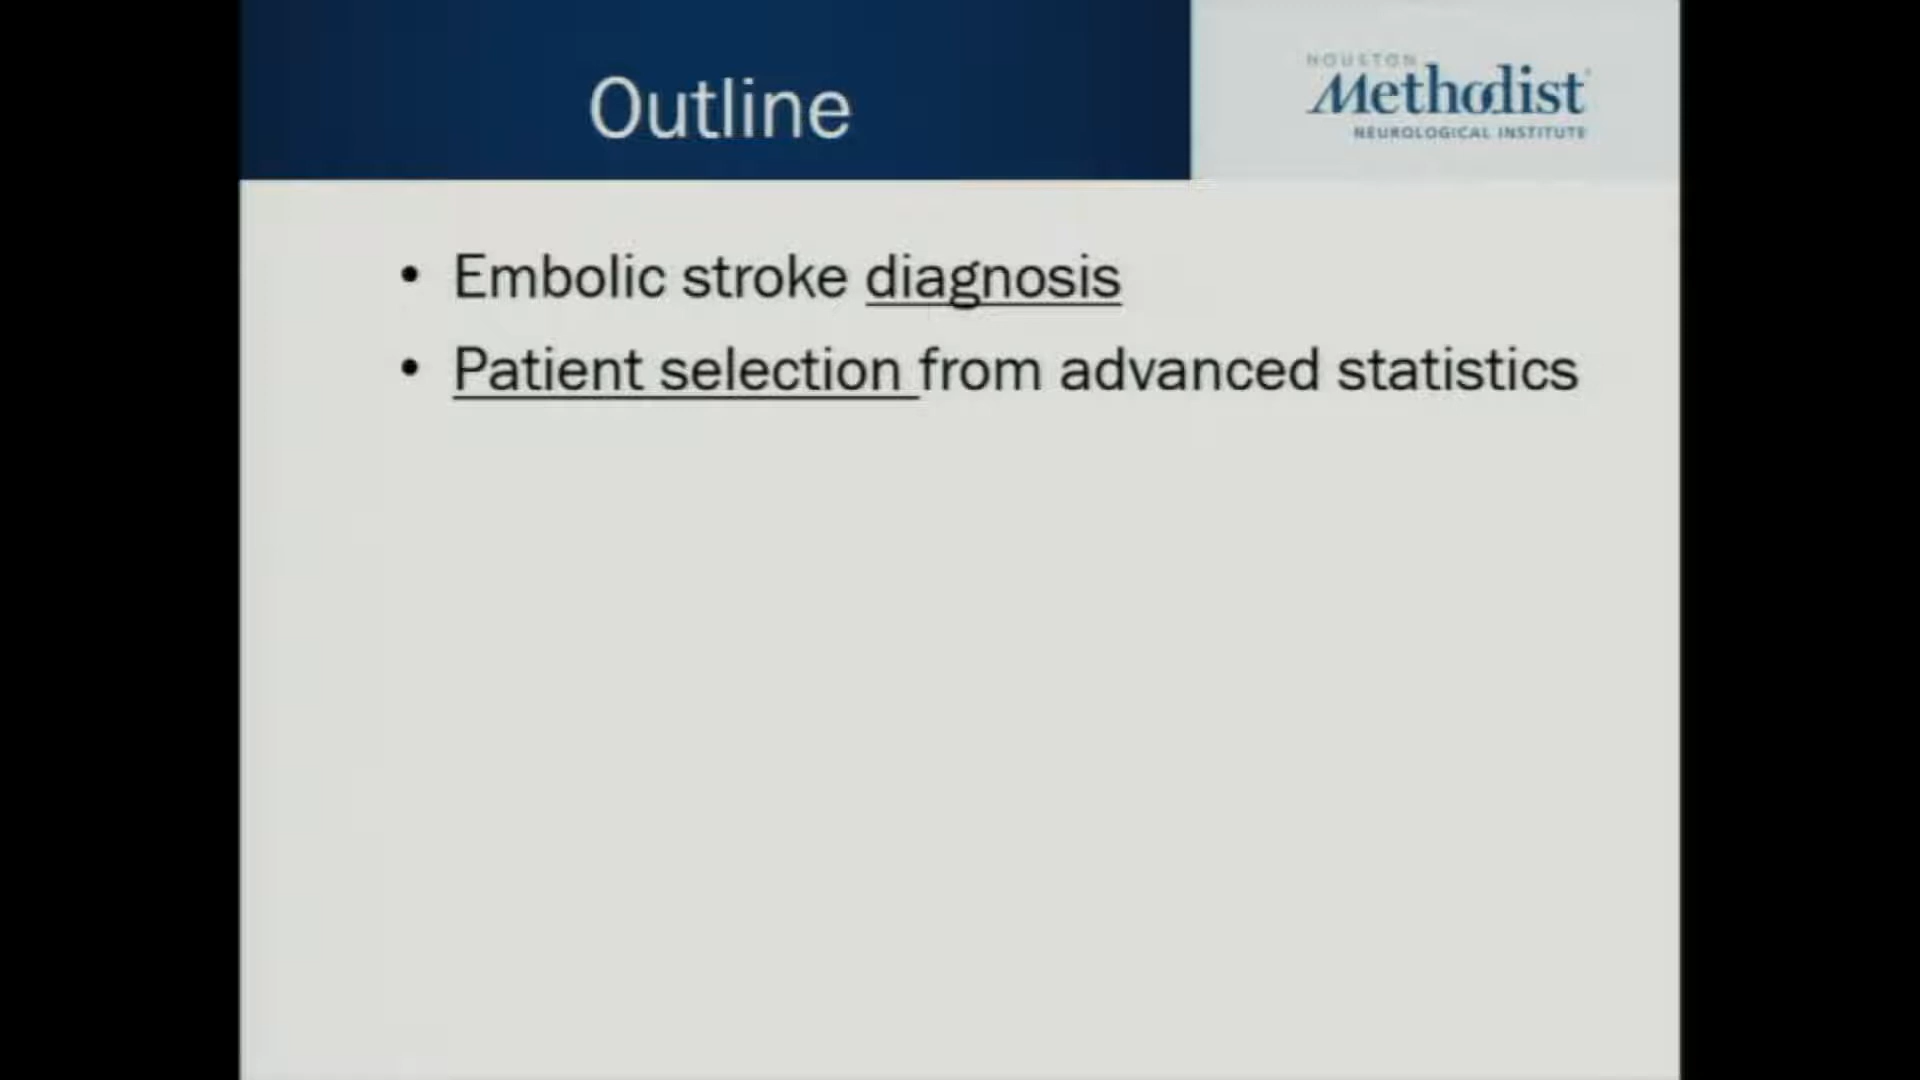 Outline
HOUSTON
Methodist
NEUROLOGICAL INSTITUTE
• Embolic stroke diagnosis
• Patient selection from advanced statistics